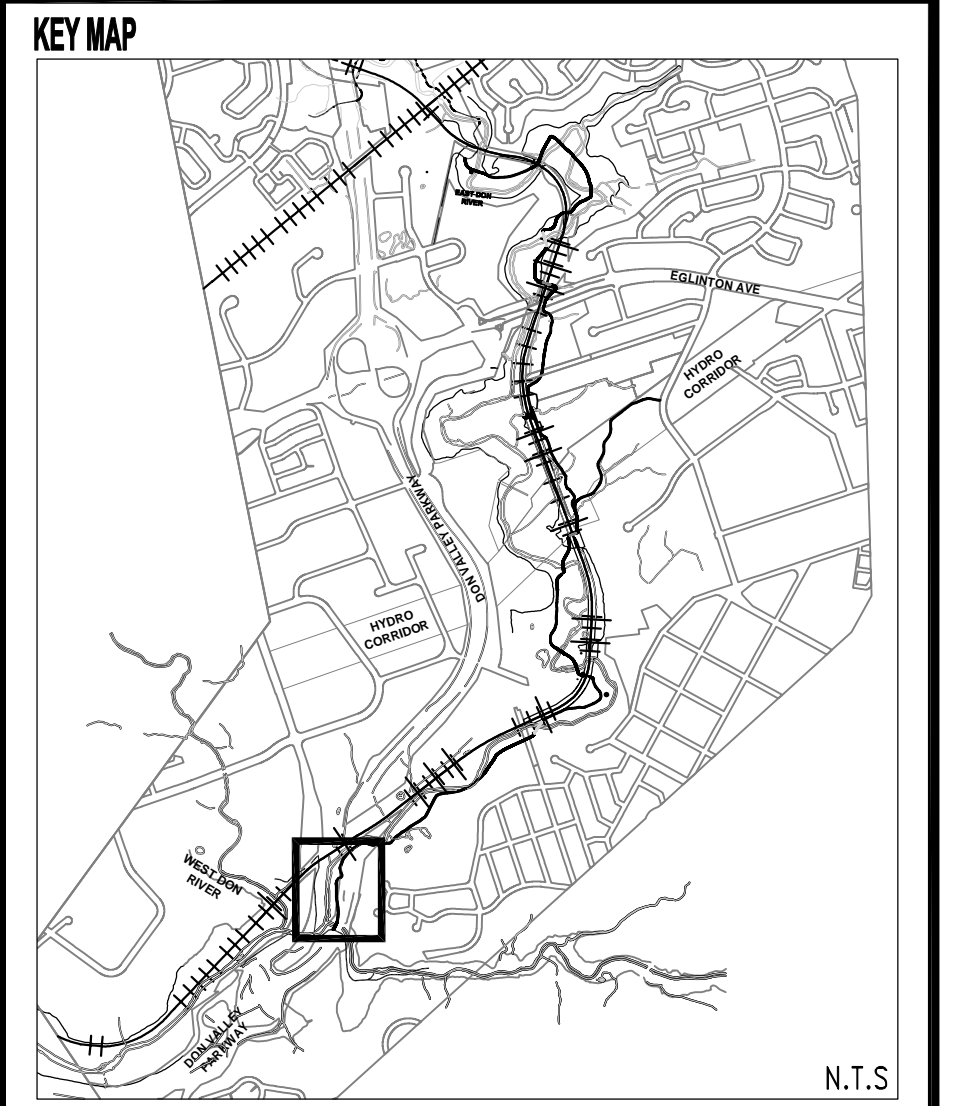 KEY MAP
EAST DON
RIVER
EGLINTON AVE
HYDRO
CORRIDOR
DON VALLEY PARKWAY
HYDRO
CORRIDOR
WEST DON
RIVER
DON VALLEY
PARKWAY
N.T.S